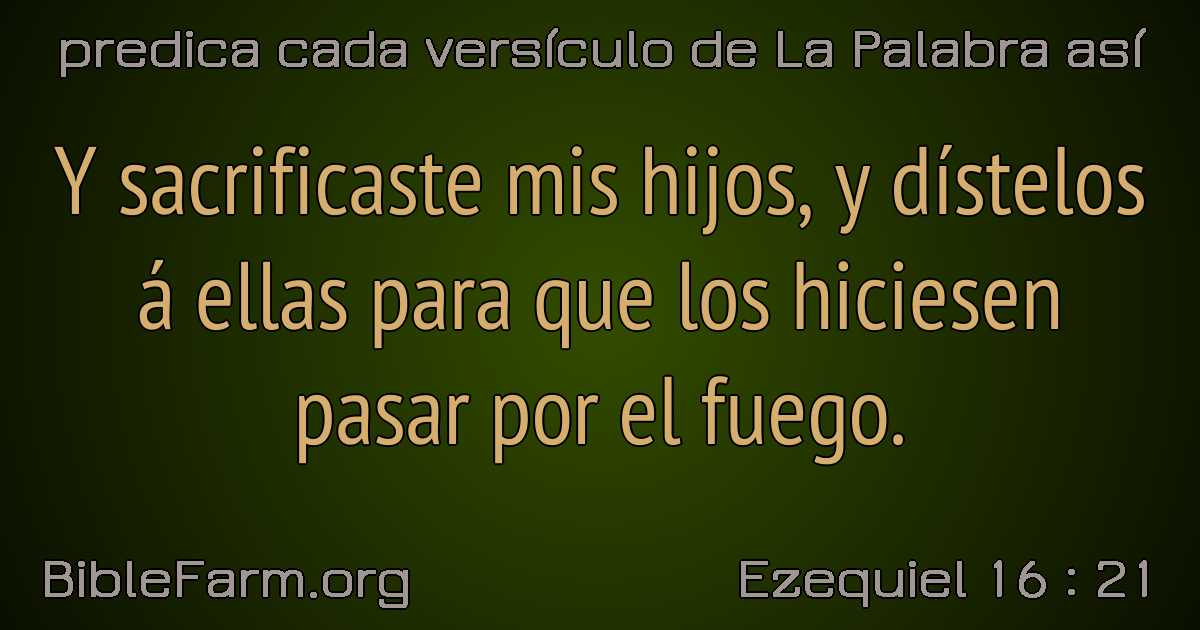 predica cada versículo de La Palabra así
Y sacrificaste mis hijos, y dístelos
á ellas para que los hiciesen
pasar por el fuego.
BibleFarm.org
Ezequiel 16 : 21